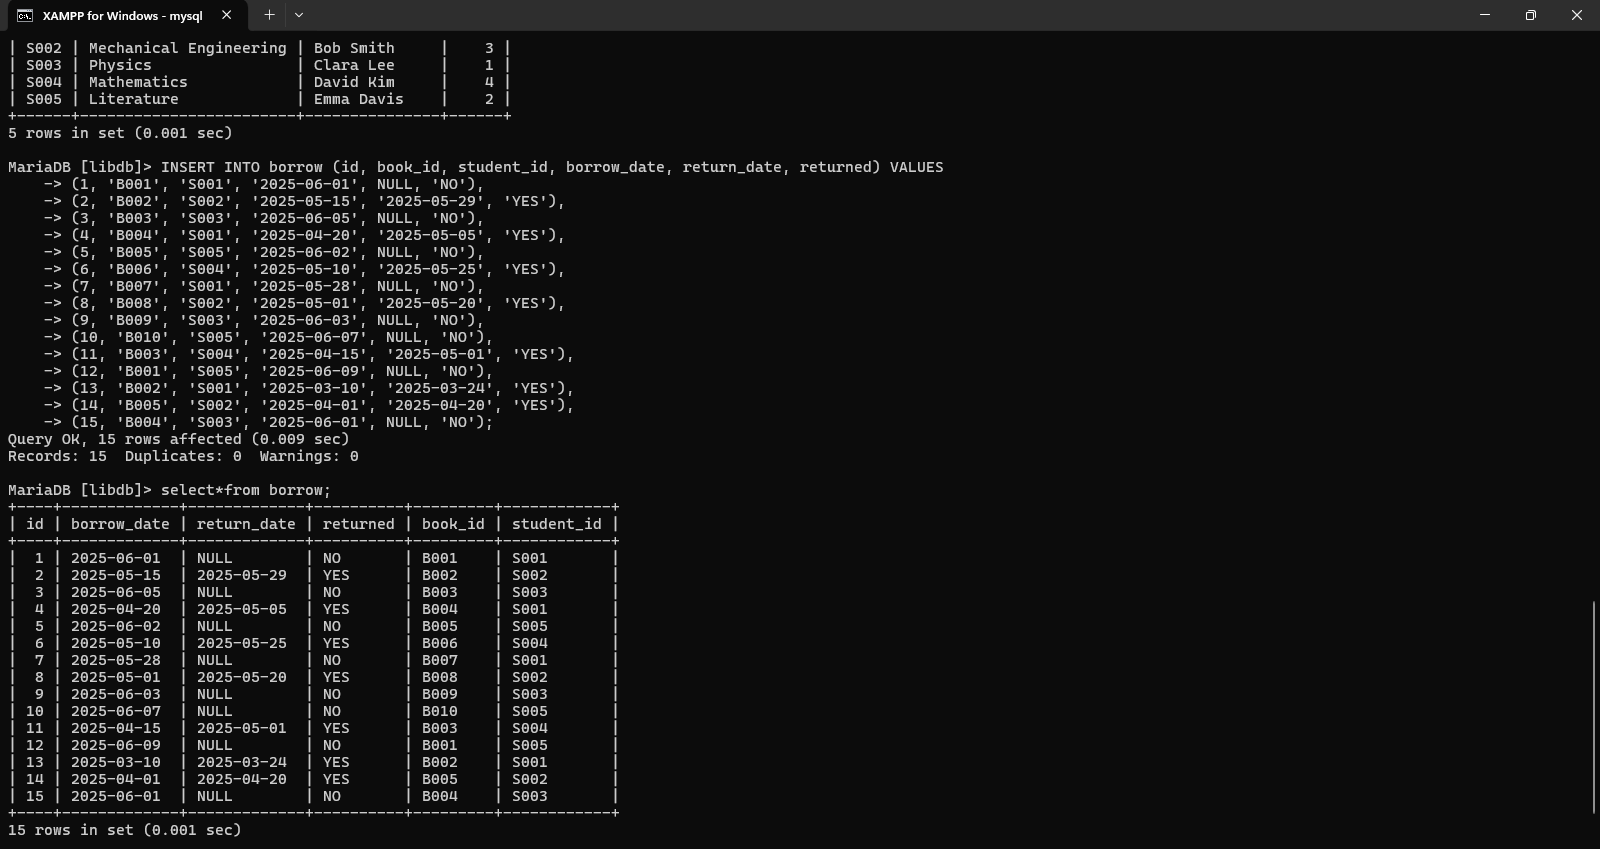 XAMPP for Windows - mysql
| S002 | Mechanical Engineering | Bob Smith     |    3 |
| S003 | Physics                | Clara Lee     |    1 |
| S004 | Mathematics            | David Kim     |    4 |
| S005 | Literature             | Emma Davis    |    2 |
+------+------------------------+---------------+------+
5 rows in set (0.001 sec)
MariaDB [libdb]> INSERT INTO borrow (id, book_id, student_id, borrow_date, return_date, returned) VALUES
    -> (1, 'B001', 'S001', '2025-06-01', NULL, 'NO'),
    -> (2, 'B002', 'S002', '2025-05-15', '2025-05-29', 'YES'),
    -> (3, 'B003', 'S003', '2025-06-05', NULL, 'NO'),
    -> (4, 'B004', 'S001', '2025-04-20', '2025-05-05', 'YES'),
    -> (5, 'B005', 'S005', '2025-06-02', NULL, 'NO'),
    -> (6, 'B006', 'S004', '2025-05-10', '2025-05-25', 'YES'),
    -> (7, 'B007', 'S001', '2025-05-28', NULL, 'NO'),
    -> (8, 'B008', 'S002', '2025-05-01', '2025-05-20', 'YES'),
    -> (9, 'B009', 'S003', '2025-06-03', NULL, 'NO'),
    -> (10, 'B010', 'S005', '2025-06-07', NULL, 'NO'),
    -> (11, 'B003', 'S004', '2025-04-15', '2025-05-01', 'YES'),
    -> (12, 'B001', 'S005', '2025-06-09', NULL, 'NO'),
    -> (13, 'B002', 'S001', '2025-03-10', '2025-03-24', 'YES'),
    -> (14, 'B005', 'S002', '2025-04-01', '2025-04-20', 'YES'),
    -> (15, 'B004', 'S003', '2025-06-01', NULL, 'NO');
Query OK, 15 rows affected (0.009 sec)
Records: 15  Duplicates: 0  Warnings: 0
MariaDB [libdb]> select*from borrow;
+----+-------------+-------------+----------+---------+------------+
| id | borrow_date | return_date | returned | book_id | student_id |
+----+-------------+-------------+----------+---------+------------+
|  1 | 2025-06-01  | NULL        | NO       | B001    | S001       |
|  2 | 2025-05-15  | 2025-05-29  | YES      | B002    | S002       |
|  3 | 2025-06-05  | NULL        | NO       | B003    | S003       |
|  4 | 2025-04-20  | 2025-05-05  | YES      | B004    | S001       |
|  5 | 2025-06-02  | NULL        | NO       | B005    | S005       |
|  6 | 2025-05-10  | 2025-05-25  | YES      | B006    | S004       |
|  7 | 2025-05-28  | NULL        | NO       | B007    | S001       |
|  8 | 2025-05-01  | 2025-05-20  | YES      | B008    | S002       |
|  9 | 2025-06-03  | NULL        | NO       | B009    | S003       |
| 10 | 2025-06-07  | NULL        | NO       | B010    | S005       |
| 11 | 2025-04-15  | 2025-05-01  | YES      | B003    | S004       |
| 12 | 2025-06-09  | NULL        | NO       | B001    | S005       |
| 13 | 2025-03-10  | 2025-03-24  | YES      | B002    | S001       |
| 14 | 2025-04-01  | 2025-04-20  | YES      | B005    | S002       |
| 15 | 2025-06-01  | NULL        | NO       | B004    | S003       |
+----+-------------+-------------+----------+---------+------------+
15 rows in set (0.001 sec)